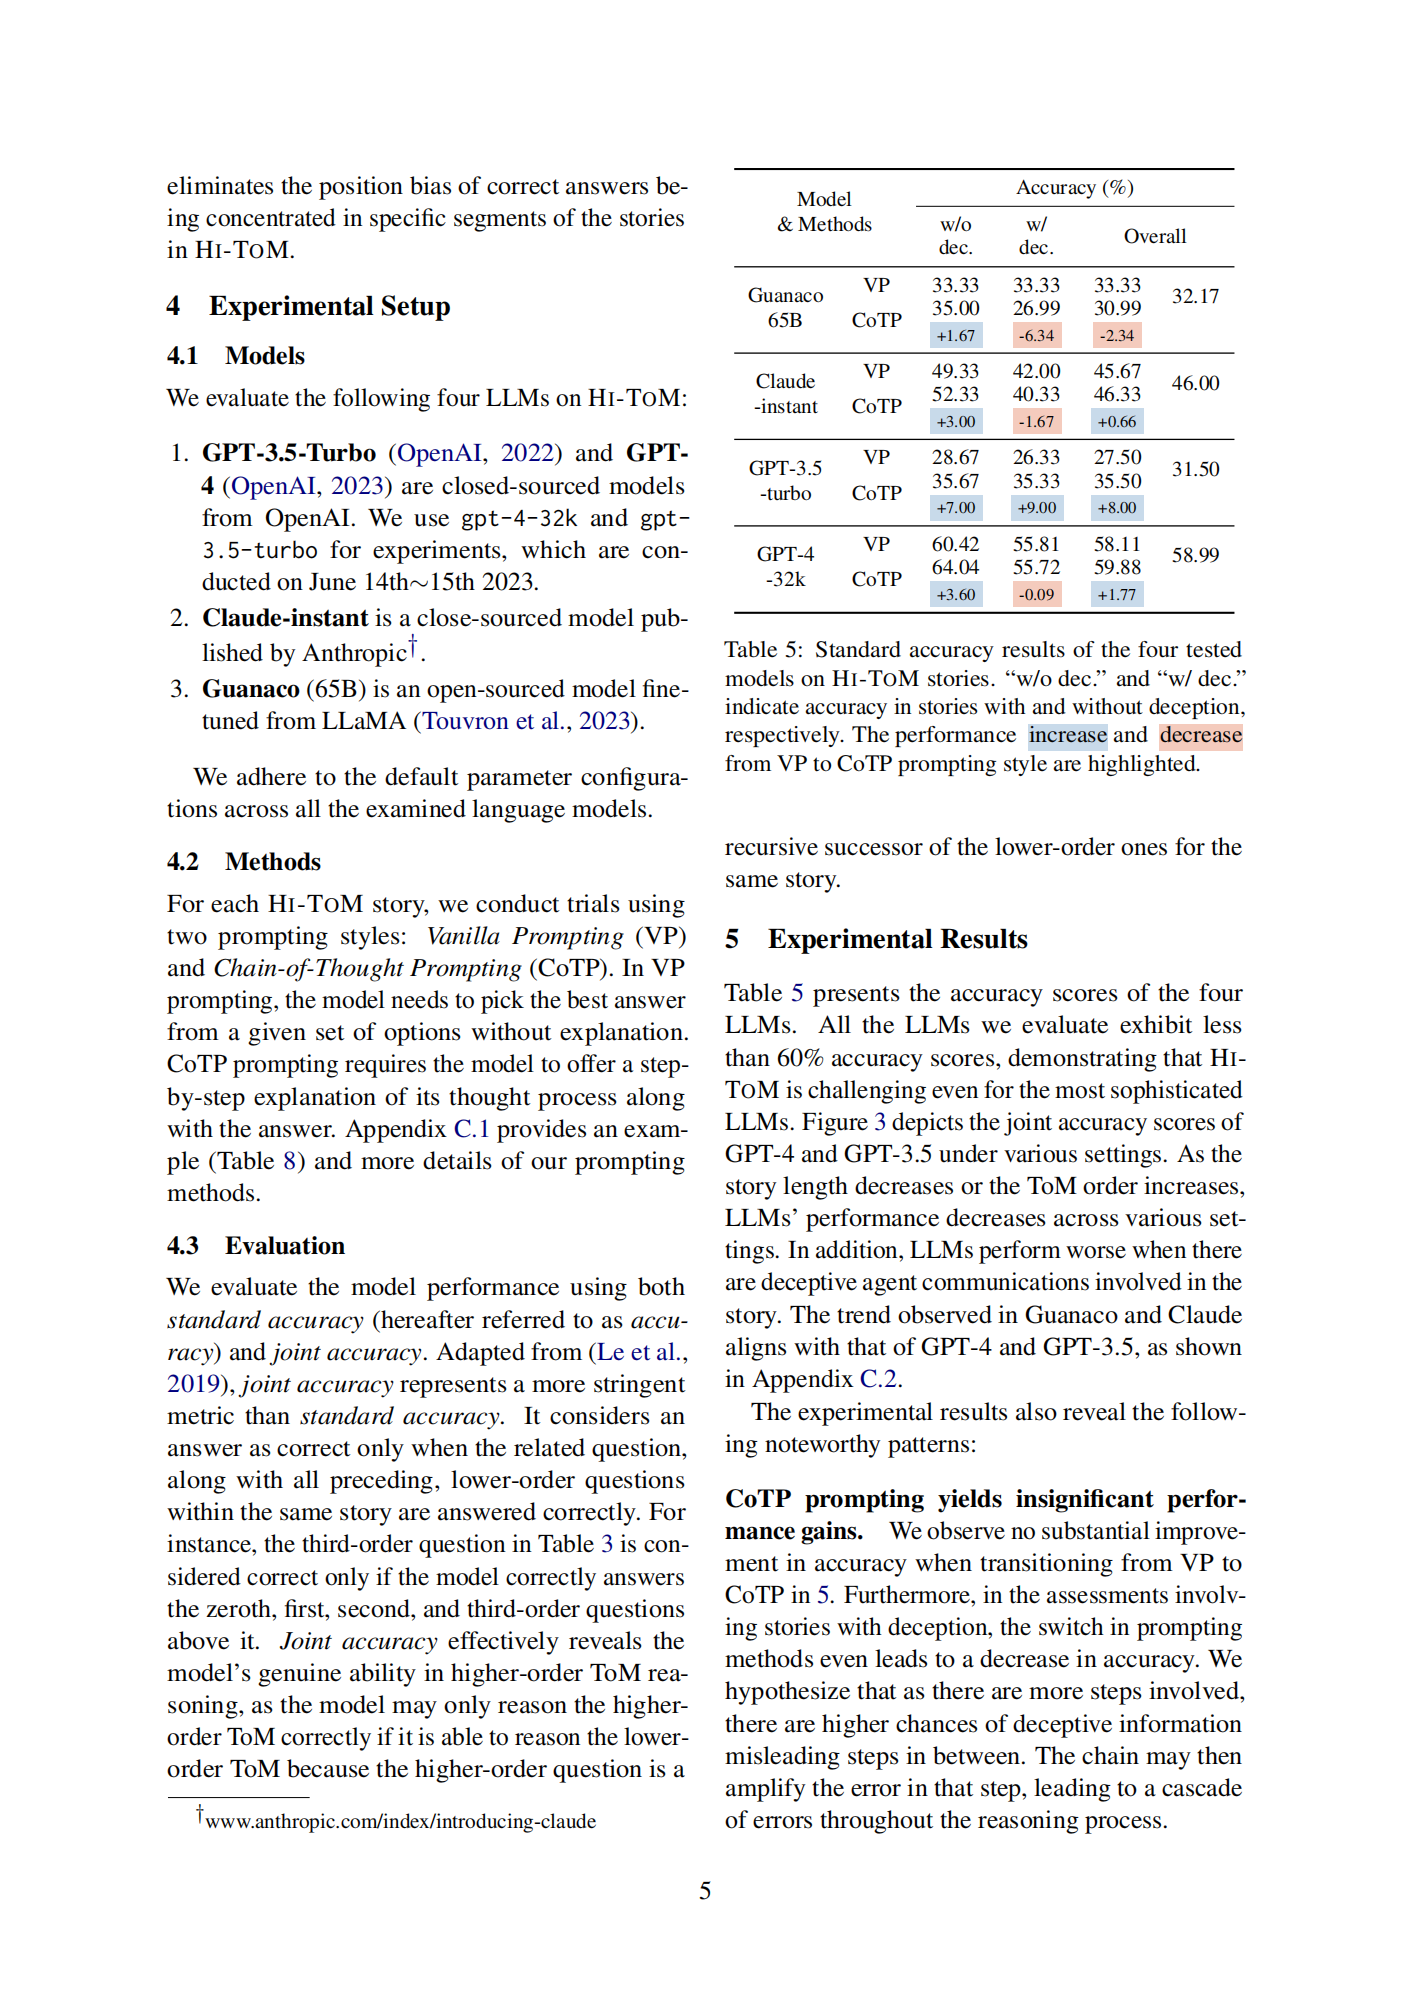 eliminates the position bias of correct answers be-
ing concentrated in specific segments of the stories
in HI-TOM.
4 Experimental Setup
4.1 Models
We evaluate the following four LLMs on HI-TOM:
1. GPT-3.5-Turbo (OpenAI, 2022) and GPT-
4 (OpenAI, 2023) are closed-sourced models
from OpenAI. We use gpt-4-32k and gpt-
3.5-turbo for experiments, which are con-
ducted on June 14th∼15th 2023.
2. Claude-instant is a close-sourced model pub-
lished by Anthropic†.
3. Guanaco (65B) is an open-sourced model fine-
tuned from LLaMA (Touvron et al., 2023).
We adhere to the default parameter configura-
tions across all the examined language models.
4.2 Methods
For each HI-TOM story, we conduct trials using
two prompting styles: Vanilla Prompting (VP)
and Chain-of-Thought Prompting (CoTP). In VP
prompting, the model needs to pick the best answer
from a given set of options without explanation.
CoTP prompting requires the model to offer a step-
by-step explanation of its thought process along
with the answer. Appendix C.1 provides an exam-
ple (Table 8) and more details of our prompting
methods.
4.3 Evaluation
We evaluate the model performance using both
standard accuracy (hereafter referred to as accu-
racy) and joint accuracy. Adapted from (Le et al.,
2019), joint accuracy represents a more stringent
metric than standard accuracy. It considers an
answer as correct only when the related question,
along with all preceding, lower-order questions
within the same story are answered correctly. For
instance, the third-order question in Table 3 is con-
sidered correct only if the model correctly answers
the zeroth, first, second, and third-order questions
above it. Joint accuracy effectively reveals the
model's genuine ability in higher-order ToM rea-
soning, as the model may only reason the higher-
order ToM correctly if it is able to reason the lower-
order ToM because the higher-order question is a
†www.anthropic.com/index/introducing-claude
Model & Methods Accuracy (%)
w/o dec. w/ dec. Overall
Guanaco 65B VP 33.33 33.33 33.33 32.17
CoTP 35.00 26.99 30.99
+1.67 -6.34 -2.34
Claude -instant VP 49.33 42.00 45.67 46.00
CoTP 52.33 40.33 46.33
+3.00 -1.67 +0.66
GPT-3.5 -turbo VP 28.67 26.33 27.50 31.50
CoTP 35.67 35.33 35.50
+7.00 +9.00 +8.00
GPT-4 -32k VP 60.42 55.81 58.11 58.99
CoTP 64.04 55.72 59.88
+3.60 -0.09 +1.77
Table 5: Standard accuracy results of the four tested
models on HI-TOM stories. “w/o dec.” and “w/ dec.”
indicate accuracy in stories with and without deception,
respectively. The performance increase and decrease
from VP to CoTP prompting style are highlighted.
recursive successor of the lower-order ones for the
same story.
5 Experimental Results
Table 5 presents the accuracy scores of the four
LLMs. All the LLMs we evaluate exhibit less
than 60% accuracy scores, demonstrating that HI-
TOM is challenging even for the most sophisticated
LLMs. Figure 3 depicts the joint accuracy scores of
GPT-4 and GPT-3.5 under various settings. As the
story length decreases or the ToM order increases,
LLMs' performance decreases across various set-
tings. In addition, LLMs perform worse when there
are deceptive agent communications involved in the
story. The trend observed in Guanaco and Claude
aligns with that of GPT-4 and GPT-3.5, as shown
in Appendix C.2.
The experimental results also reveal the follow-
ing noteworthy patterns:
CoTP prompting yields insignificant perfor-
mance gains. We observe no substantial improve-
ment in accuracy when transitioning from VP to
CoTP in 5. Furthermore, in the assessments involv-
ing stories with deception, the switch in prompting
methods even leads to a decrease in accuracy. We
hypothesize that as there are more steps involved,
there are higher chances of deceptive information
misleading steps in between. The chain may then
amplify the error in that step, leading to a cascade
of errors throughout the reasoning process.
5